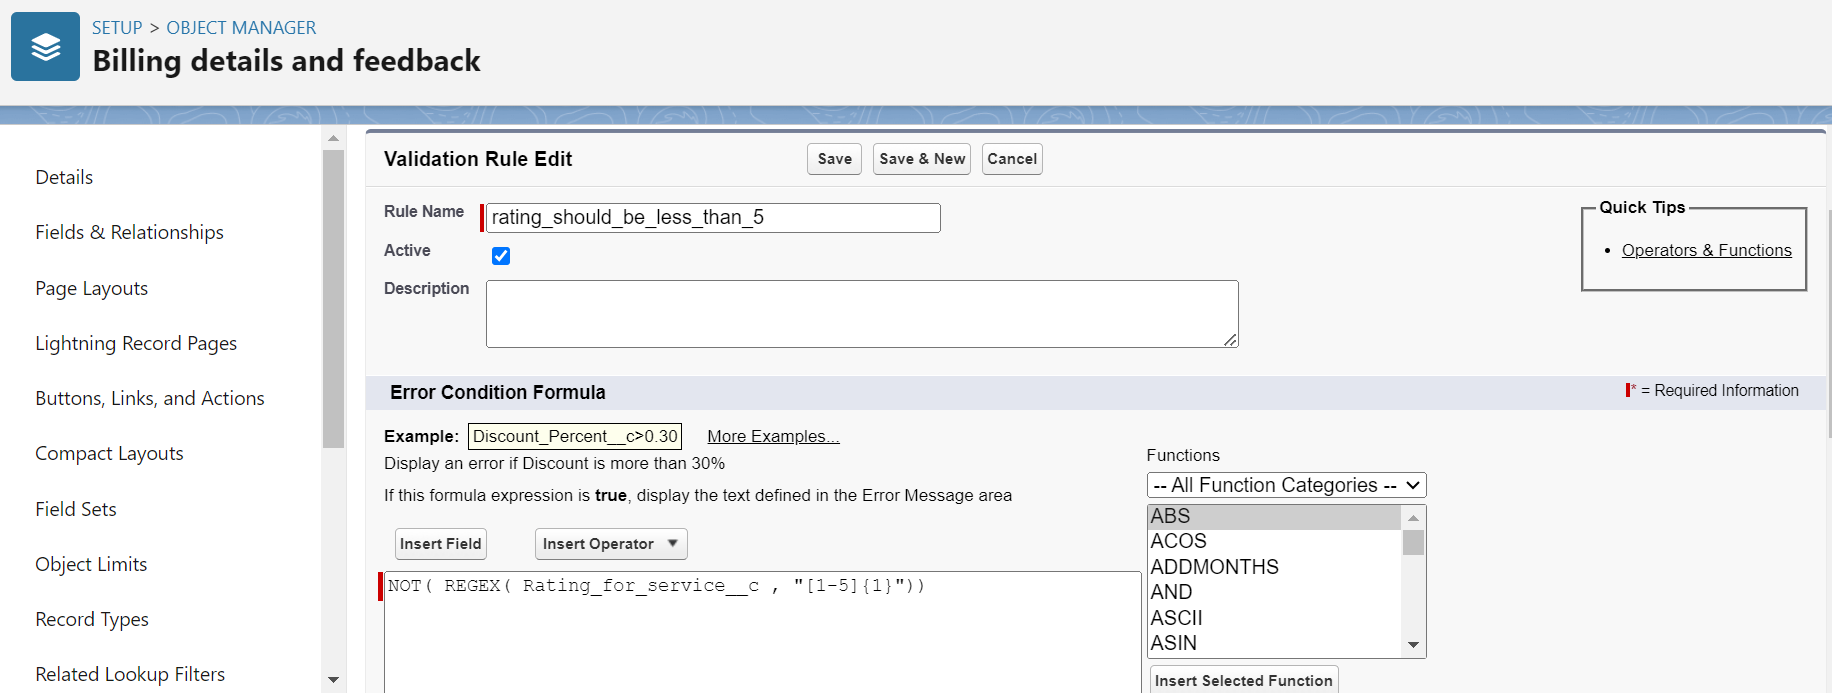 SETUP > OBJECT MANAGER
Billing details and feedback
Details
Fields & Relationships
Page Layouts
Lightning Record Pages
Buttons, Links, and Actions
Compact Layouts
Field Sets
Object Limits
Record Types
Related Lookup Filters
Validation Rule Edit
Save
Save & New
Cancel
Rule Name
rating_should_be_less_than_5
Active
Description
Quick Tips
• Operators & Functions
Error Condition Formula
* = Required Information
Example: Discount_Percent__c>0.30 More Examples...
Display an error if Discount is more than 30%
If this formula expression is true, display the text defined in the Error Message area
Insert Field
Insert Operator
NOT( REGEX( Rating_for_service__c , "[1-5]{1}"))
Functions
-- All Function Categories --
ABS
ACOS
ADDMONTHS
AND
ASCII
ASIN
Insert Selected Function